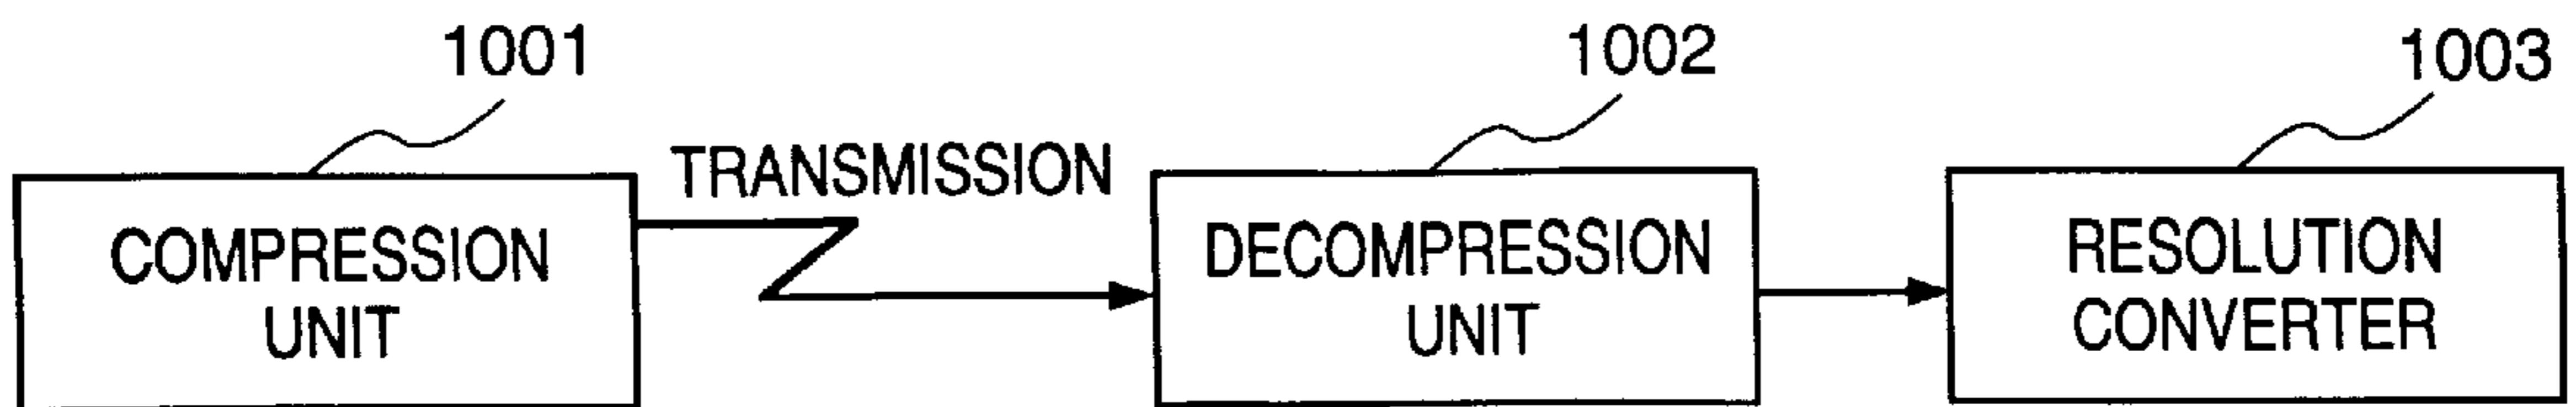 1001
1002
1003
TRANSMISSION
COMPRESSION
UNIT
DECOMPRESSION
UNIT
RESOLUTION
CONVERTER